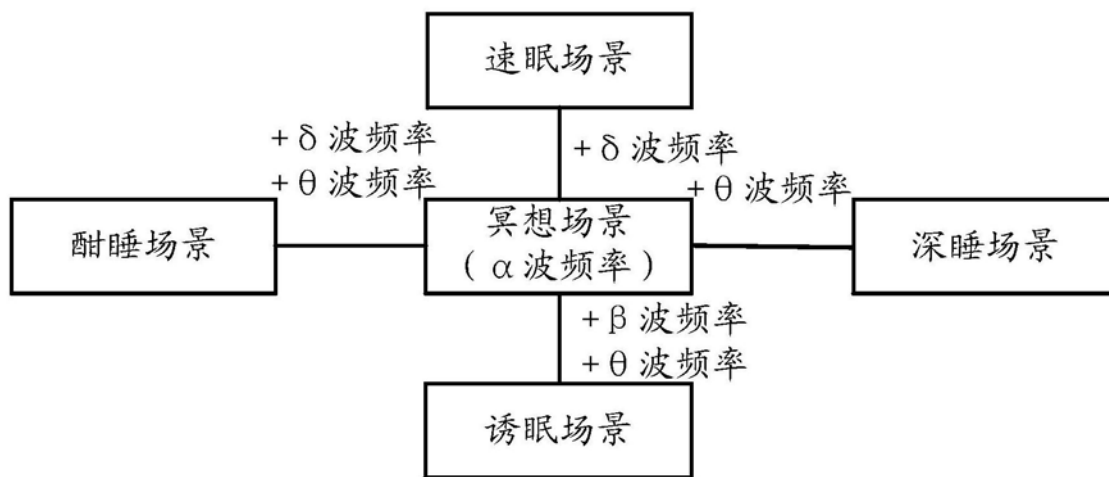 速眠场景
+δ波频率
+θ波频率
+δ波频率
+θ波频率
酣睡场景
冥想场景
(α波频率)
深睡场景
+β波频率
+θ波频率
诱眠场景